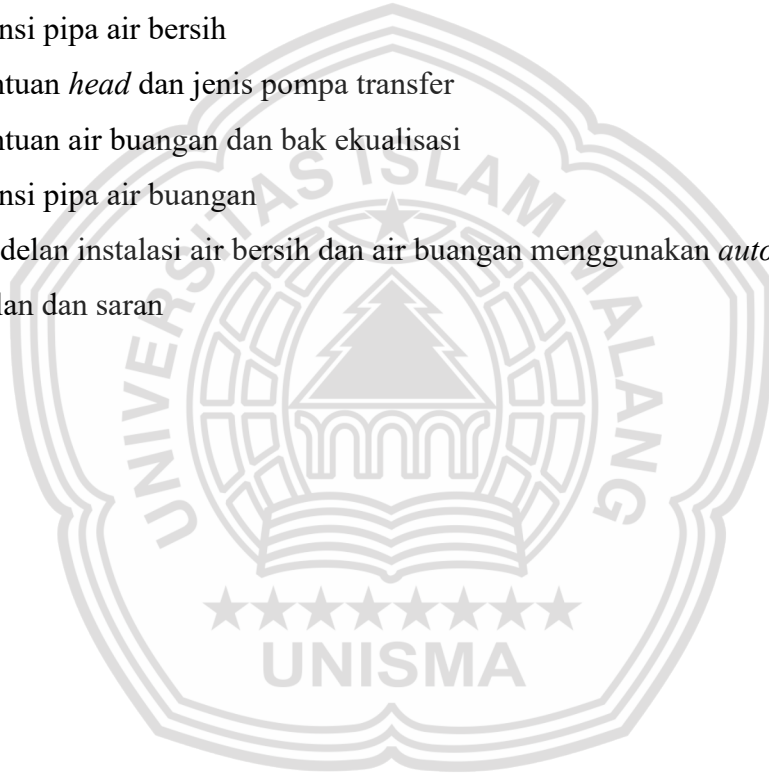 nsi pipa air bersih
ntuan head dan jenis pompa transfer
ntuan air buangan dan bak ekualisasi
nsi pipa air buangan
delan instalasi air bersih dan air buangan menggunakan auto
lan dan saran
UNIVERSITAS ISLAM MALANG
UNISMA